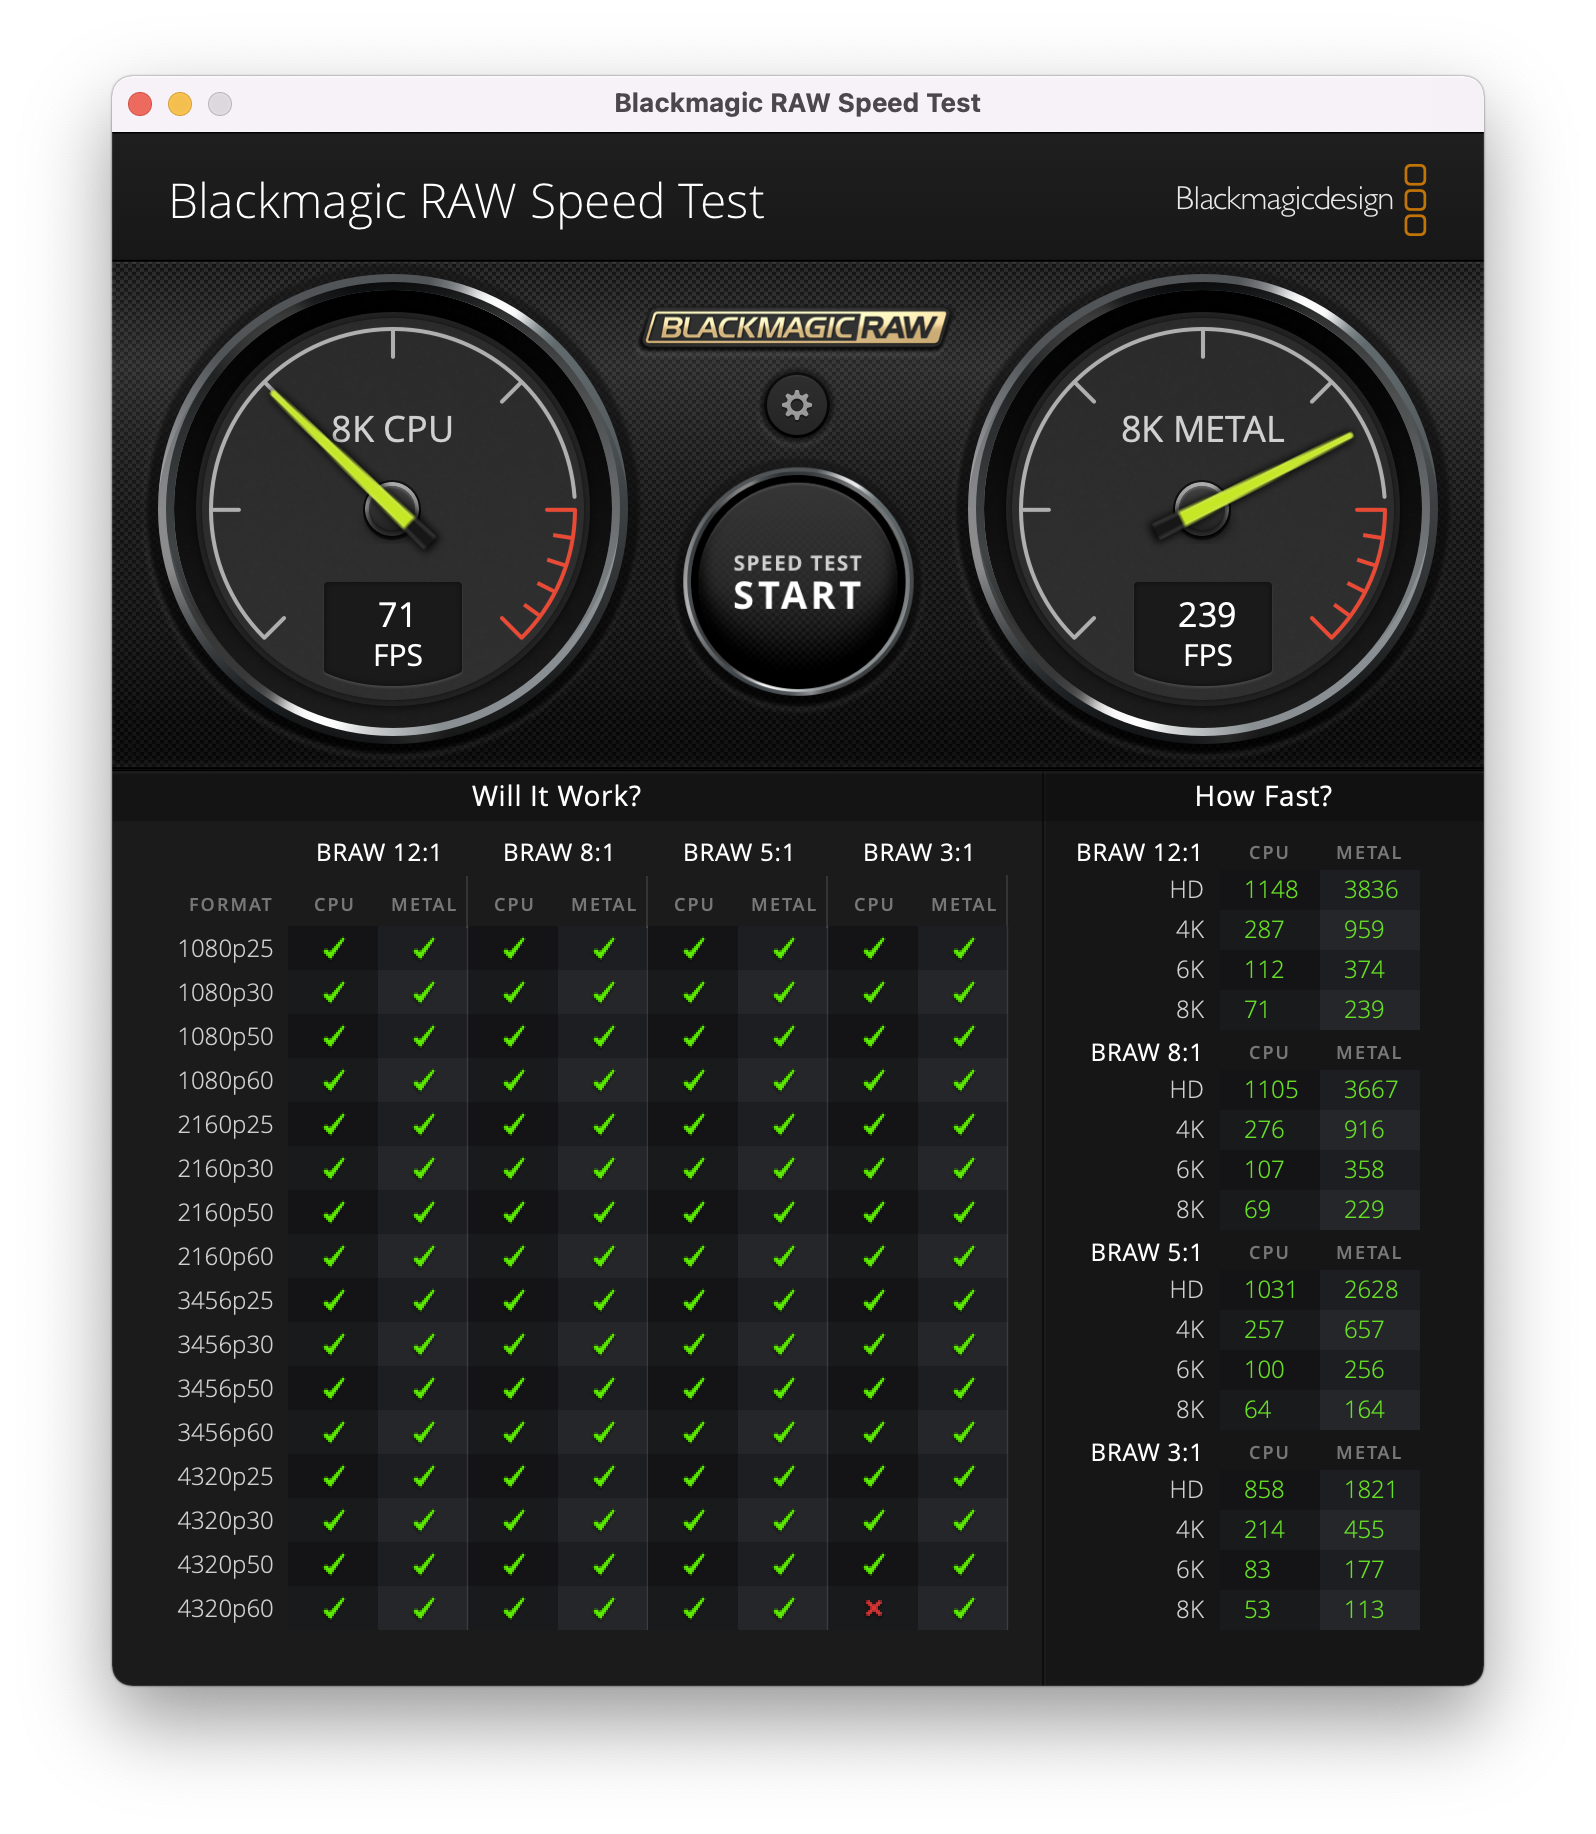 Blackmagic RAW Speed Test
Blackmagic RAW Speed Test
Blackmagicdesign
BLACKMAGIC RAW
8K CPU
8K METAL
SPEED TEST
START
71
FPS
239
FPS
Will It Work?
BRAW 12:1 BRAW 8:1 BRAW 5:1 BRAW 3:1
FORMAT CPU METAL CPU METAL CPU METAL CPU METAL
1080p25
1080p30
1080p50
1080p60
2160p25
2160p30
2160p50
2160p60
3456p25
3456p30
3456p50
3456p60
4320p25
4320p30
4320p50
4320p60
How Fast?
BRAW 12:1 CPU METAL
HD 1148 3836
4K 287 959
6K 112 374
8K 71 239
BRAW 8:1 CPU METAL
HD 1105 3667
4K 276 916
6K 107 358
8K 69 229
BRAW 5:1 CPU METAL
HD 1031 2628
4K 257 657
6K 100 256
8K 64 164
BRAW 3:1 CPU METAL
HD 858 1821
4K 214 455
6K 83 177
8K 53 113